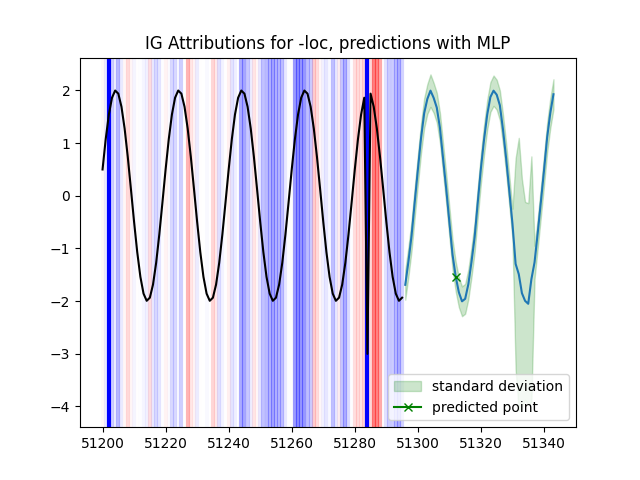 IG Attributions for -loc, predictions with MLP
2
1
0
−1
−2
−3
−4
standard deviation
predicted point
51200 51220 51240 51260 51280 51300 51320 51340